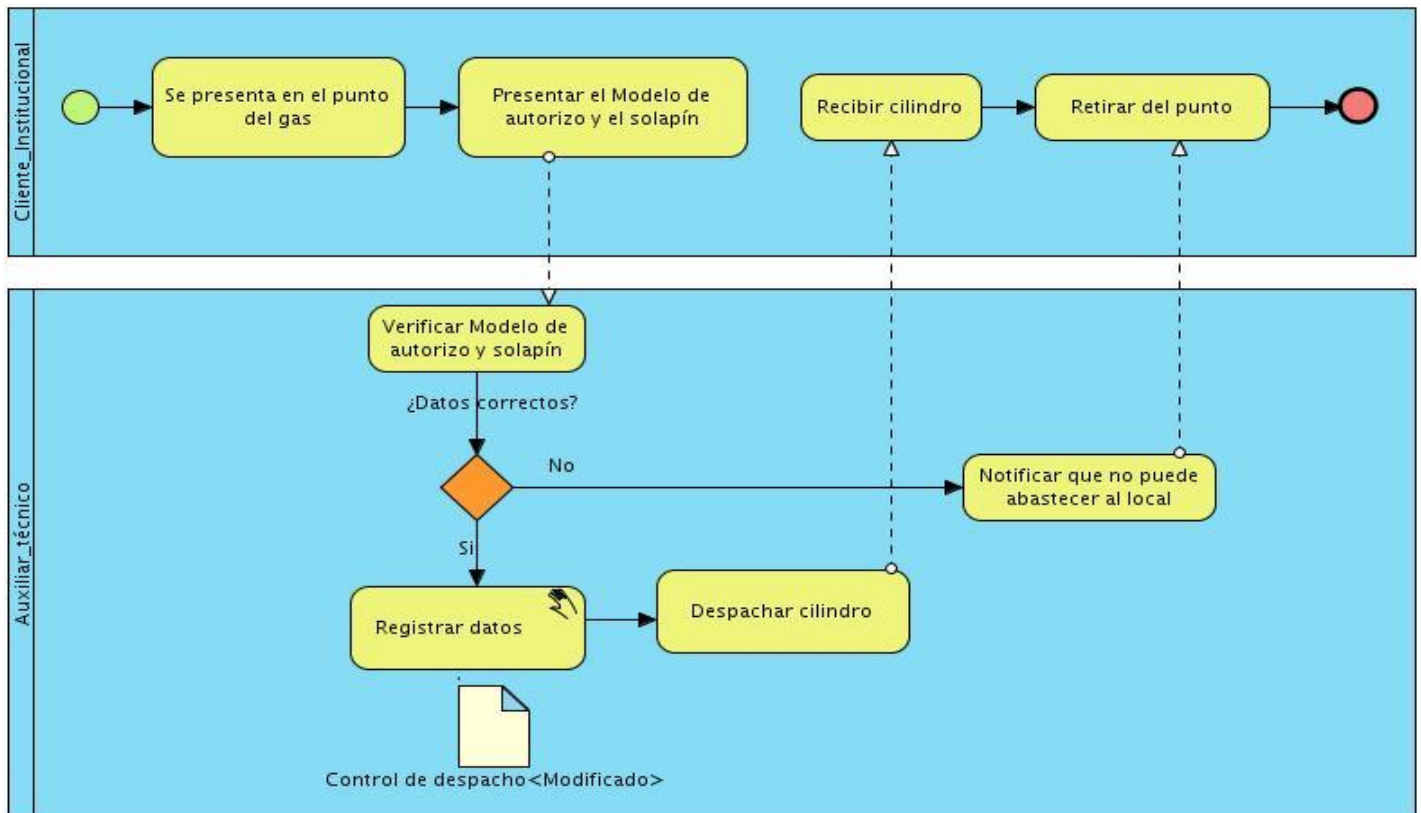 Cliente_Institucional
Se presenta en el punto
del gas
Presentar el Modelo de
autorizo y el solapín
Recibir cilindro
Retirar del punto
Auxiliar_técnico
Verificar Modelo de
autorizo y solapín
¿Datos correctos?
No
Notificar que no puede
abastecer al local
Si
Registrar datos
Despachar cilindro
Control de despacho<Modificado>